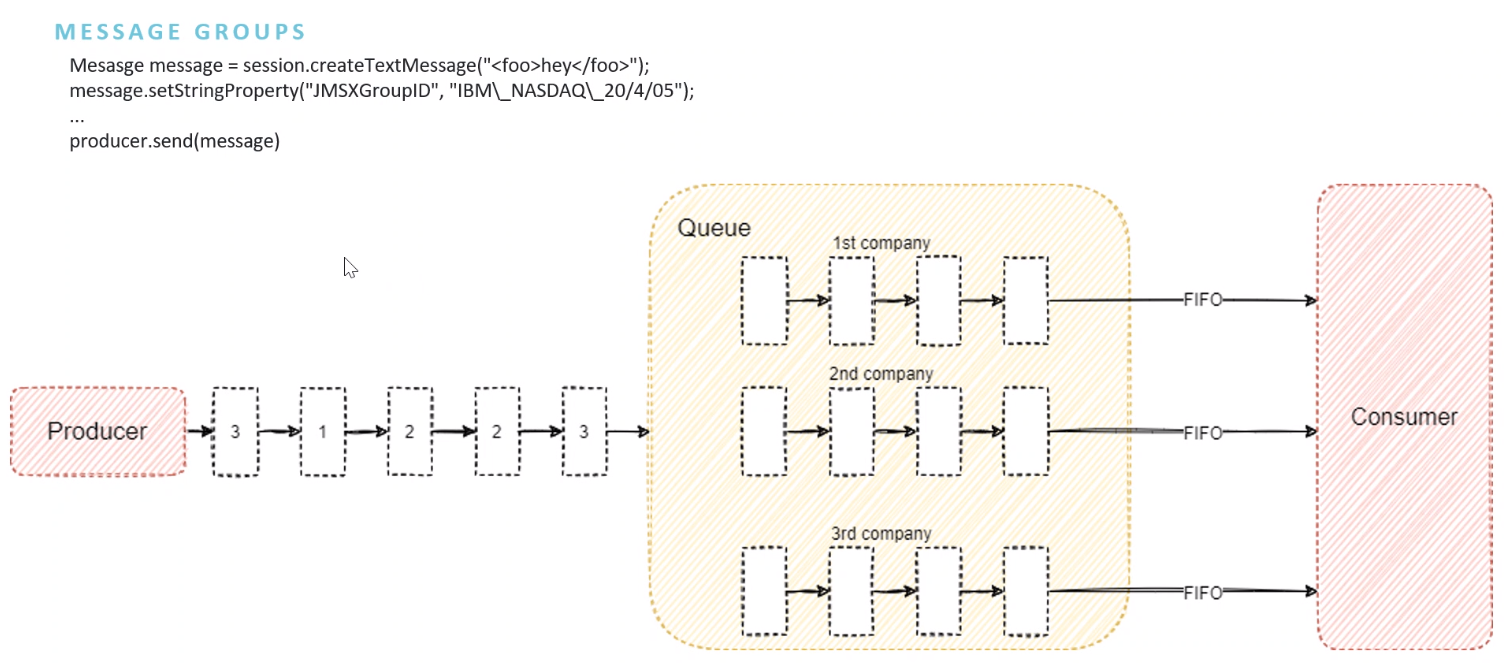 MESSAGE GROUPS
Mesasge message = session.createTextMessage("<foo>hey</foo>");
message.setStringProperty("JMSXGroupID", "IBM\_NASDAQ\_20/4/05");
...
producer.send(message)
Queue
1st company
FIFO
2nd company
Producer
3
1
2
2
3
FIFO
Consumer
3rd company
FIFO